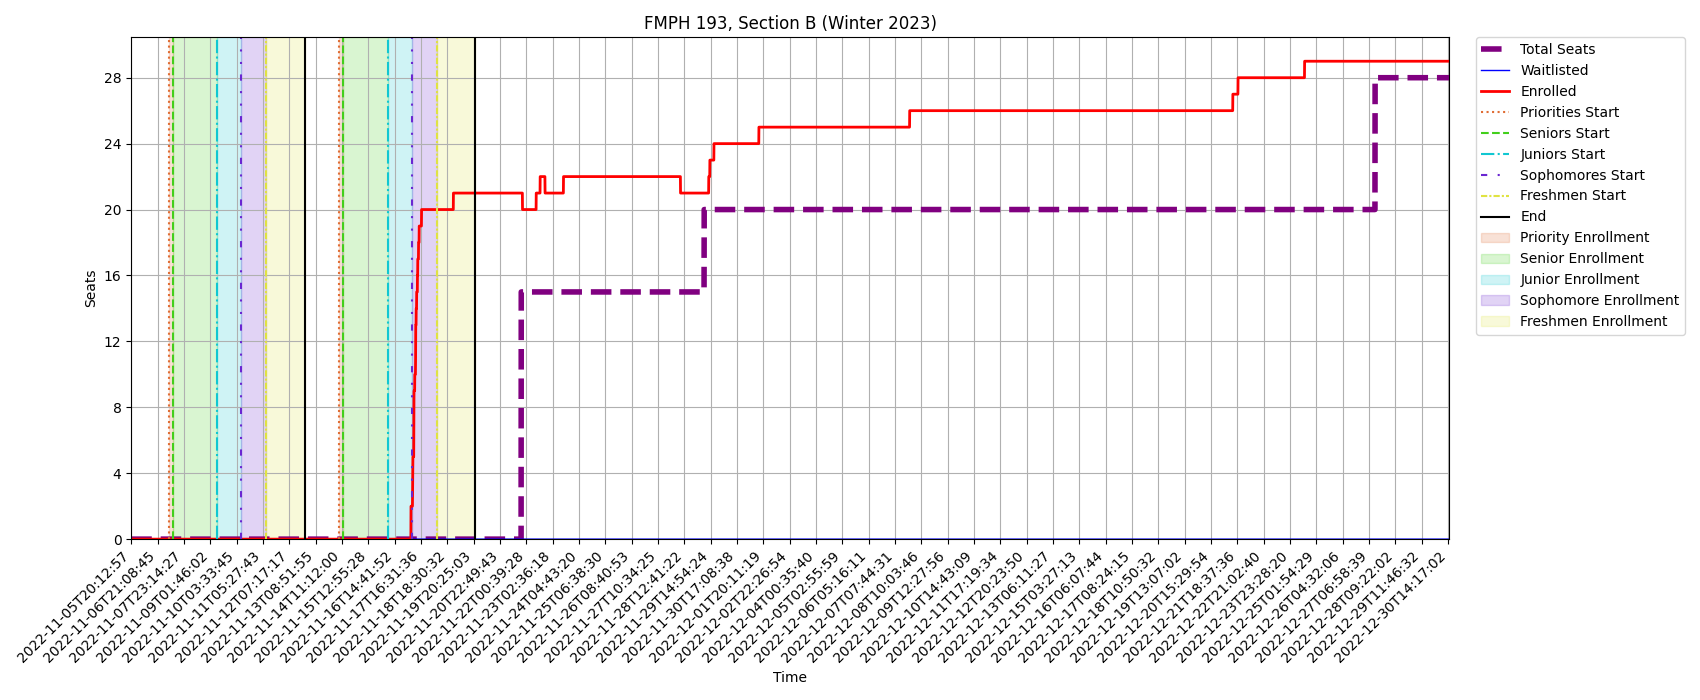 FMPH 193, Section B (Winter 2023)
Seats
28
24
20
16
12
8
4
0
2022-11-05T20:12:57
2022-11-06T21:08:45
2022-11-07T23:14:27
2022-11-09T01:46:02
2022-11-10T03:33:45
2022-11-11T05:27:43
2022-11-12T07:17:17
2022-11-13T08:51:55
2022-11-14T11:12:00
2022-11-15T12:55:28
2022-11-16T14:41:52
2022-11-17T16:31:36
2022-11-18T18:30:32
2022-11-19T20:25:03
2022-11-20T22:49:43
2022-11-22T00:39:28
2022-11-23T02:36:18
2022-11-24T04:43:20
2022-11-25T06:38:30
2022-11-26T08:40:53
2022-11-27T10:34:25
2022-11-28T12:41:22
2022-11-29T14:54:24
2022-11-30T17:08:38
2022-12-01T20:11:19
2022-12-02T22:26:54
2022-12-04T00:35:40
2022-12-05T02:55:59
2022-12-06T05:16:11
2022-12-07T07:44:31
2022-12-08T10:03:46
2022-12-09T12:27:56
2022-12-10T14:43:09
2022-12-11T17:19:34
2022-12-12T20:23:50
2022-12-13T06:11:27
2022-12-15T03:27:13
2022-12-16T06:07:44
2022-12-17T08:24:15
2022-12-18T10:50:32
2022-12-19T13:07:02
2022-12-20T15:29:54
2022-12-21T18:37:36
2022-12-22T21:02:40
2022-12-23T23:28:20
2022-12-25T01:54:29
2022-12-26T04:32:06
2022-12-27T06:58:39
2022-12-28T09:22:02
2022-12-29T11:46:32
2022-12-30T14:17:02
Time
Total Seats
Waitlisted
Enrolled
Priorities Start
Seniors Start
Juniors Start
Sophomores Start
Freshmen Start
End
Priority Enrollment
Senior Enrollment
Junior Enrollment
Sophomore Enrollment
Freshmen Enrollment